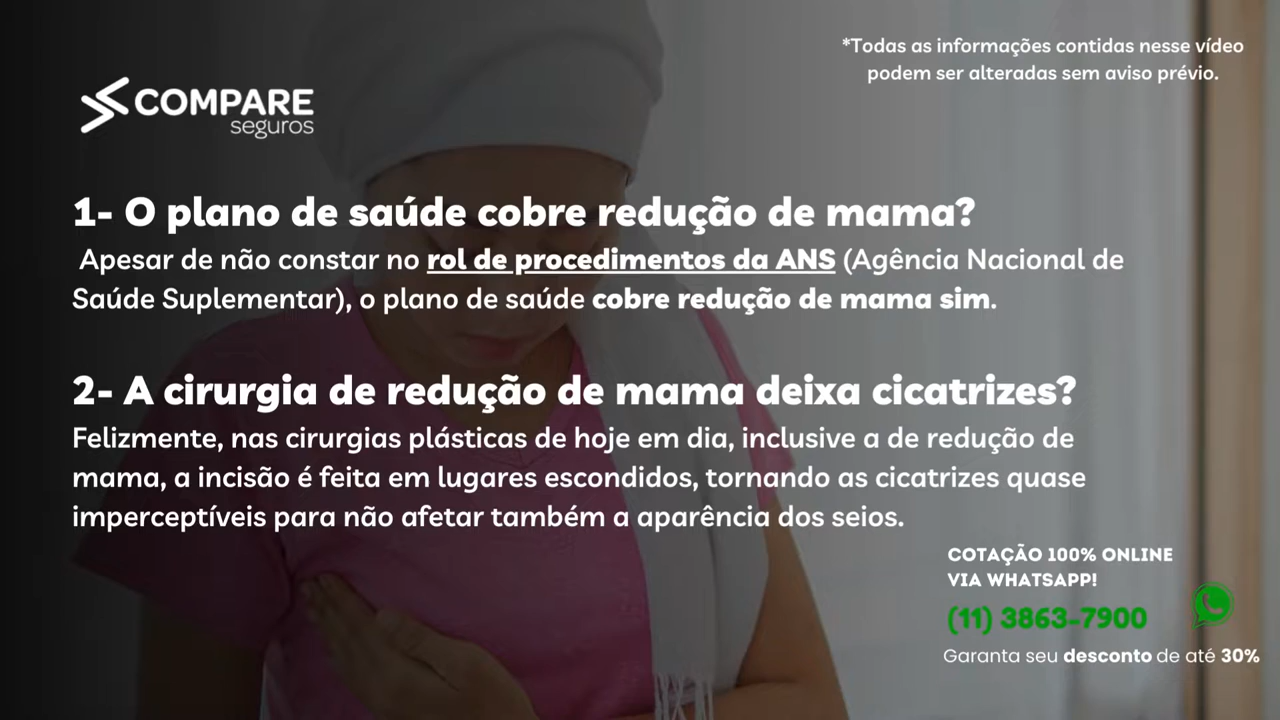 *Todas as informações contidas nesse vídeo
podem ser alteradas sem aviso prévio.
COMPARE
seguros
1- O plano de saúde cobre redução de mama?
Apesar de não constar no rol de procedimentos da ANS (Agência Nacional de
Saúde Suplementar), o plano de saúde cobre redução de mama sim.
2- A cirurgia de redução de mama deixa cicatrizes?
Felizmente, nas cirurgias plásticas de hoje em dia, inclusive a de redução de
mama, a incisão é feita em lugares escondidos, tornando as cicatrizes quase
imperceptíveis para não afetar também a aparência dos seios.
COTAÇÃO 100% ONLINE
VIA WHATSAPP!
(11) 3863-7900
Garanta seu desconto de até 30%